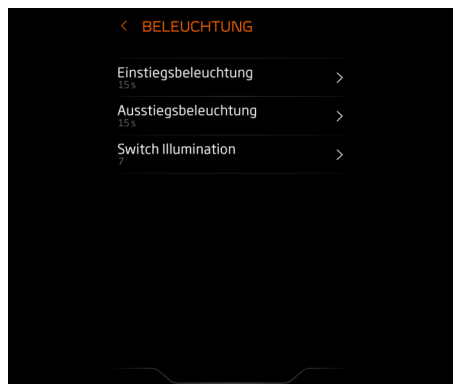 BELEUCHTUNG
Einstiegsbeleuchtung
15 s
Ausstiegsbeleuchtung
15 s
Switch Illumination
7